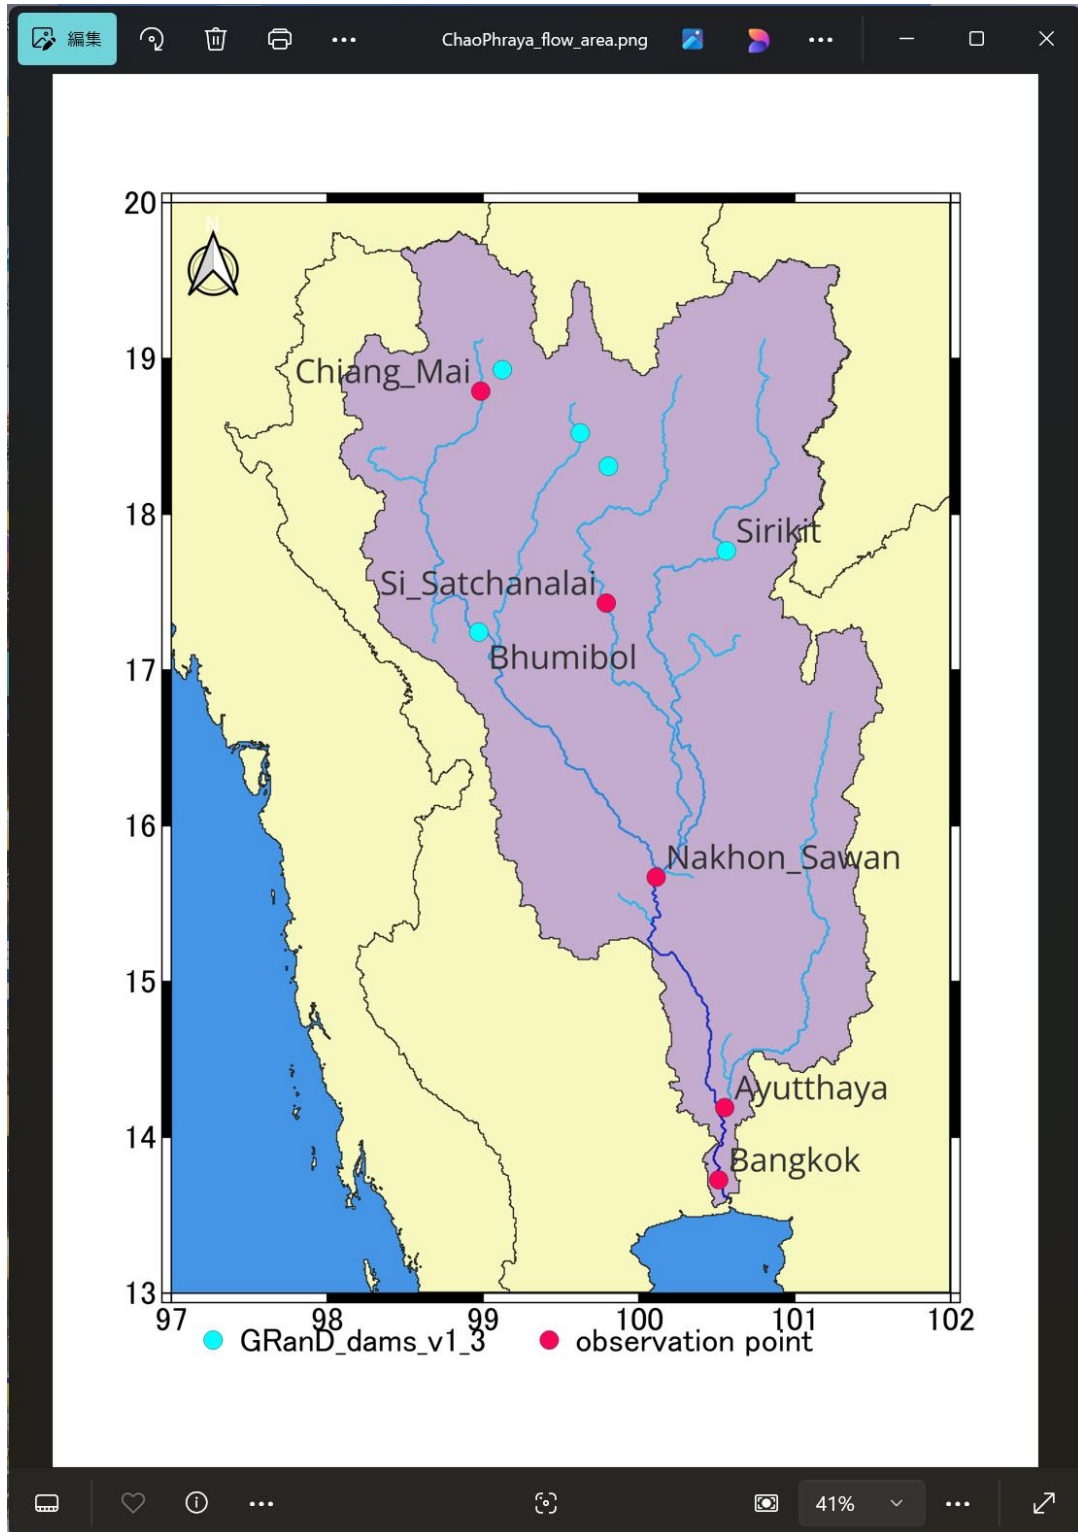 編集
ChaoPhraya_flow_area.png
20
N
19
Chiang_Mai
18
Sirikit
Si_Satchanalai
Bhumibol
17
16
Nakhon_Sawan
15
Ayutthaya
14
Bangkok
13
97 98 99 100 101 102
GRanD_dams_v1_3 observation point
41%